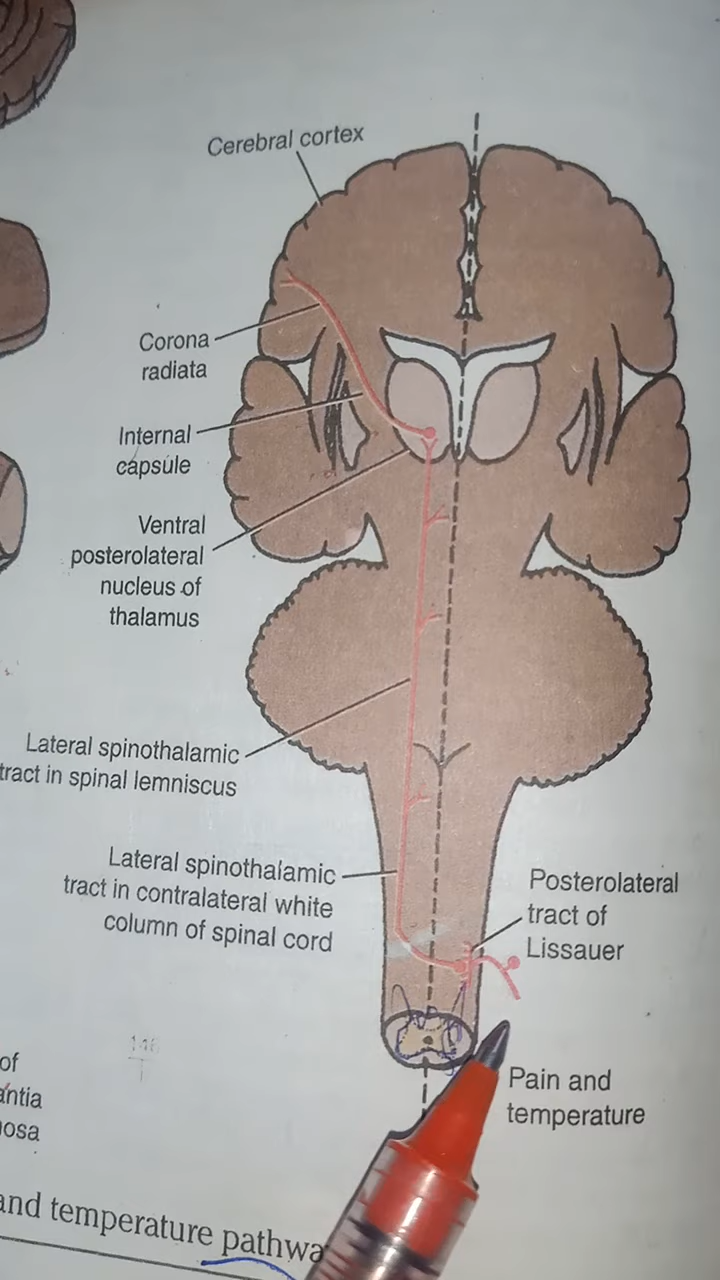 Cerebral cortex
Corona
radiata
Internal
capsule
Ventral
posterolateral
nucleus of
thalamus
Lateral spinothalamic
tract in spinal lemniscus
Lateral spinothalamic
tract in contralateral white
column of spinal cord
Posterolateral
tract of
Lissauer
Pain and
temperature
of
antia
osa
and temperature pathwa